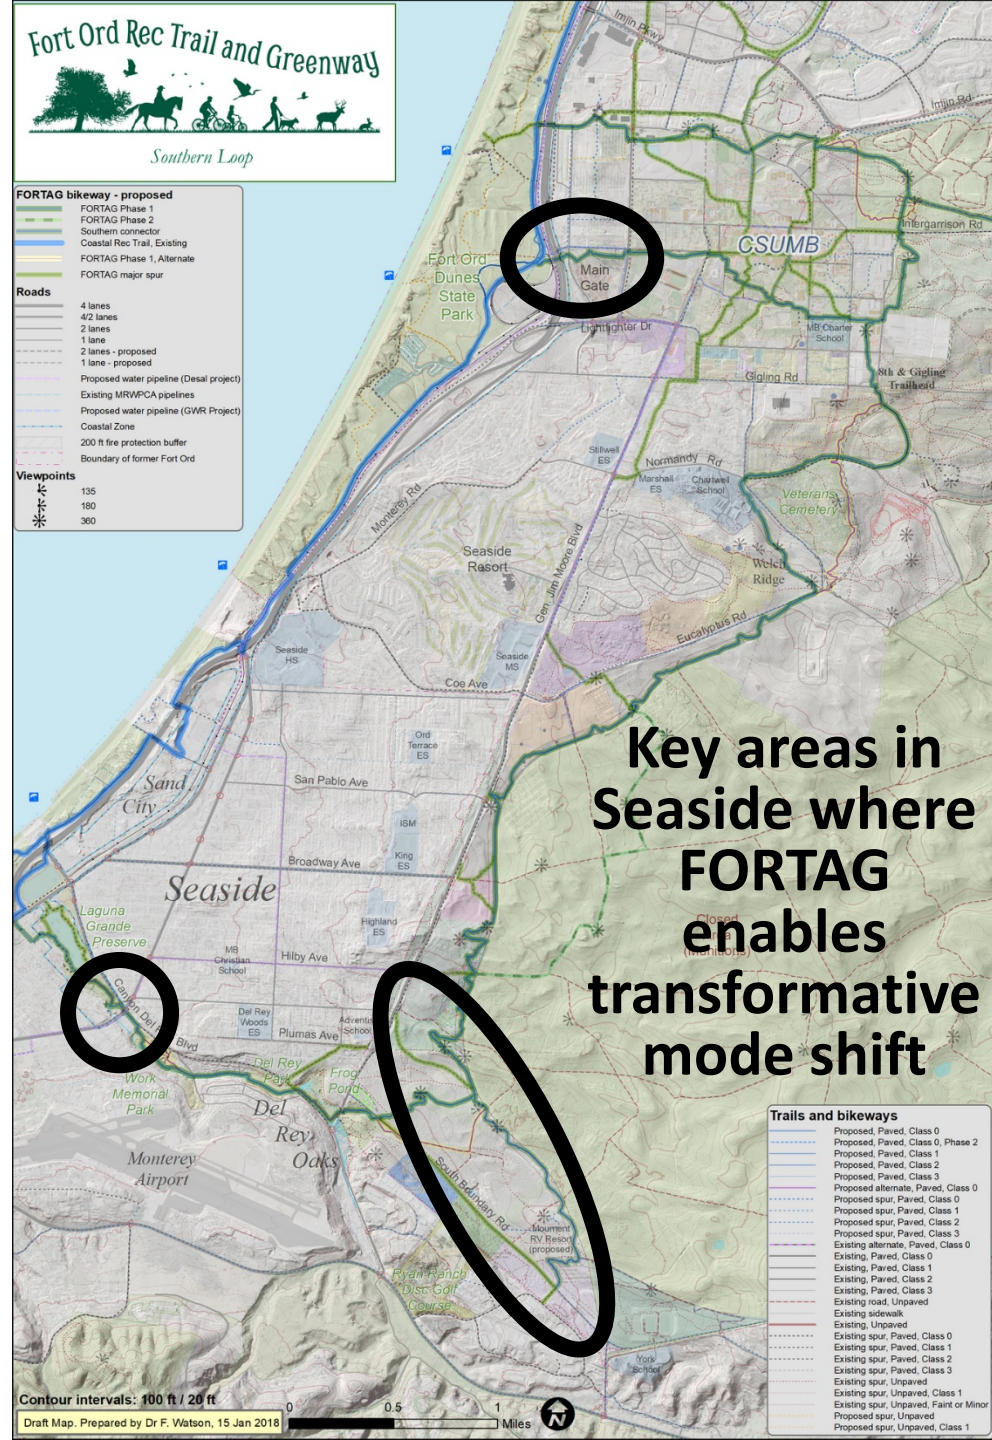 Fort Ord Rec Trail and Greenway
Southern Loop
FORTAG bikeway - proposed
FORTAG Phase 1
FORTAG Phase 2
Southern connector
Coastal Rec Trail, Existing
FORTAG Phase 1, Alternate
FORTAG major spur
Roads
4 lanes
4/2 lanes
2 lanes
1 lane
2 lanes - proposed
1 lane - proposed
Proposed water pipeline (Desal project)
Existing MRWPCA pipelines
Proposed water pipeline (GWR Project)
Coastal Zone
200 ft fire protection buffer
Boundary of former Fort Ord
Viewpoints
135
180
360
Imjin Pkwy
Imjin Rd
Intergarrison Rd
CSUMB
Fort Ord
Dunes
State
Park
Main
Gate
Lightfighter Dr
MB Charter
School
Gigling Rd
8th & Gigling
Trailhead
Stillwell
ES
Normandy Rd
Marshall
ES
Chartwell
School
Veterans
Cemetery
Monterey Rd
Seaside
Resort
Gen. Jim Moore Blvd
Welch
Ridge
Eucalyptus Rd
Seaside
HS
Seaside
MS
Coe Ave
Ord
Terrace
ES
San Pablo Ave
Sand
City
ISM
King
ES
Broadway Ave
Seaside
Key areas in
Seaside where
FORTAG
enables
transformative
mode shift
Closed
(Munitions)
Laguna
Grande
Preserve
Highland
ES
MB
Christian
School
Hilby Ave
Canyon Del
Blvd
Del Rey
Woods
ES
Plumas Ave
School
Work
Memorial
Park
Del Rey
Frog
Pond
Del
Rey
Oaks
Monterey
Airport
South Boundary Rd
RV Resort
(proposed)
Ryan Ranch
Disc Golf
Course
York
School
Trails and bikeways
Proposed, Paved, Class 0
Proposed, Paved, Class 0, Phase 2
Proposed, Paved, Class 1
Proposed, Paved, Class 2
Proposed, Paved, Class 3
Proposed alternate, Paved, Class 0
Proposed spur, Paved, Class 0
Proposed spur, Paved, Class 1
Proposed spur, Paved, Class 2
Proposed spur, Paved, Class 3
Existing alternate, Paved, Class 0
Existing, Paved, Class 0
Existing, Paved, Class 1
Existing, Paved, Class 2
Existing, Paved, Class 3
Existing road, Unpaved
Existing sidewalk
Existing, Unpaved
Existing spur, Paved, Class 0
Existing spur, Paved, Class 1
Existing spur, Paved, Class 2
Existing spur, Paved, Class 3
Existing spur, Unpaved
Existing spur, Unpaved, Class 1
Existing spur, Unpaved, Faint or Minor
Proposed spur, Unpaved
Proposed spur, Unpaved, Class 1
Contour intervals: 100 ft / 20 ft
Draft Map. Prepared by Dr F. Watson, 15 Jan 2018
0 0.5 1
Miles
N